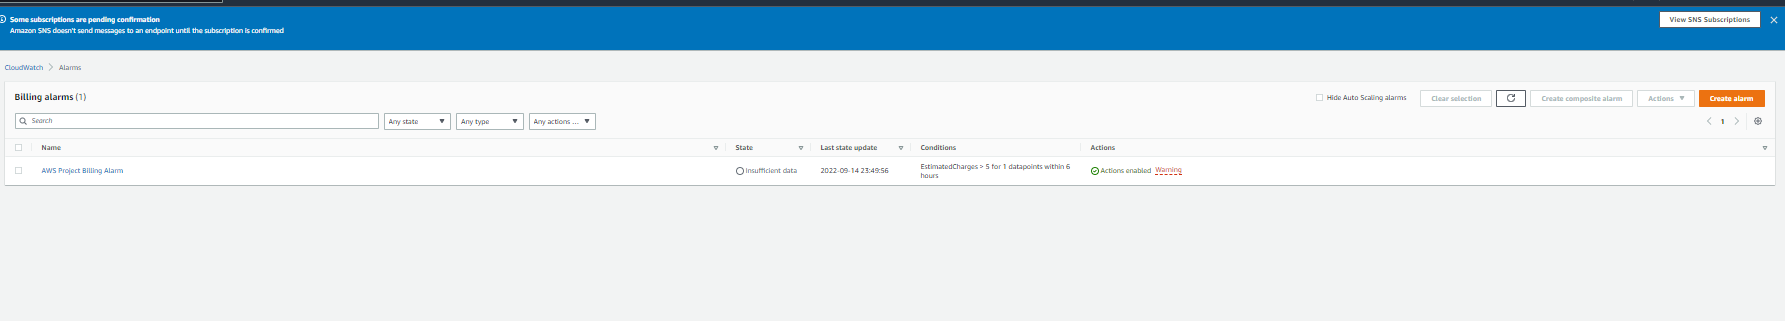 Some subscriptions are pending confirmation
Amazon SNS doesn't send messages to an endpoint until the subscription is confirmed
View SNS Subscriptions
CloudWatch
Alarms
Billing alarms (1)
Hide Auto Scaling alarms
Clear selection
Create composite alarm
Actions
Create alarm
Search
Any state
Any type
Any actions ...
1
Name
State
Last state update
Conditions
Actions
AWS Project Billing Alarm
Insufficient data
2022-09-14 23:49:56
EstimatedCharges > 5 for 1 datapoints within 6
hours
Actions enabled
Warning